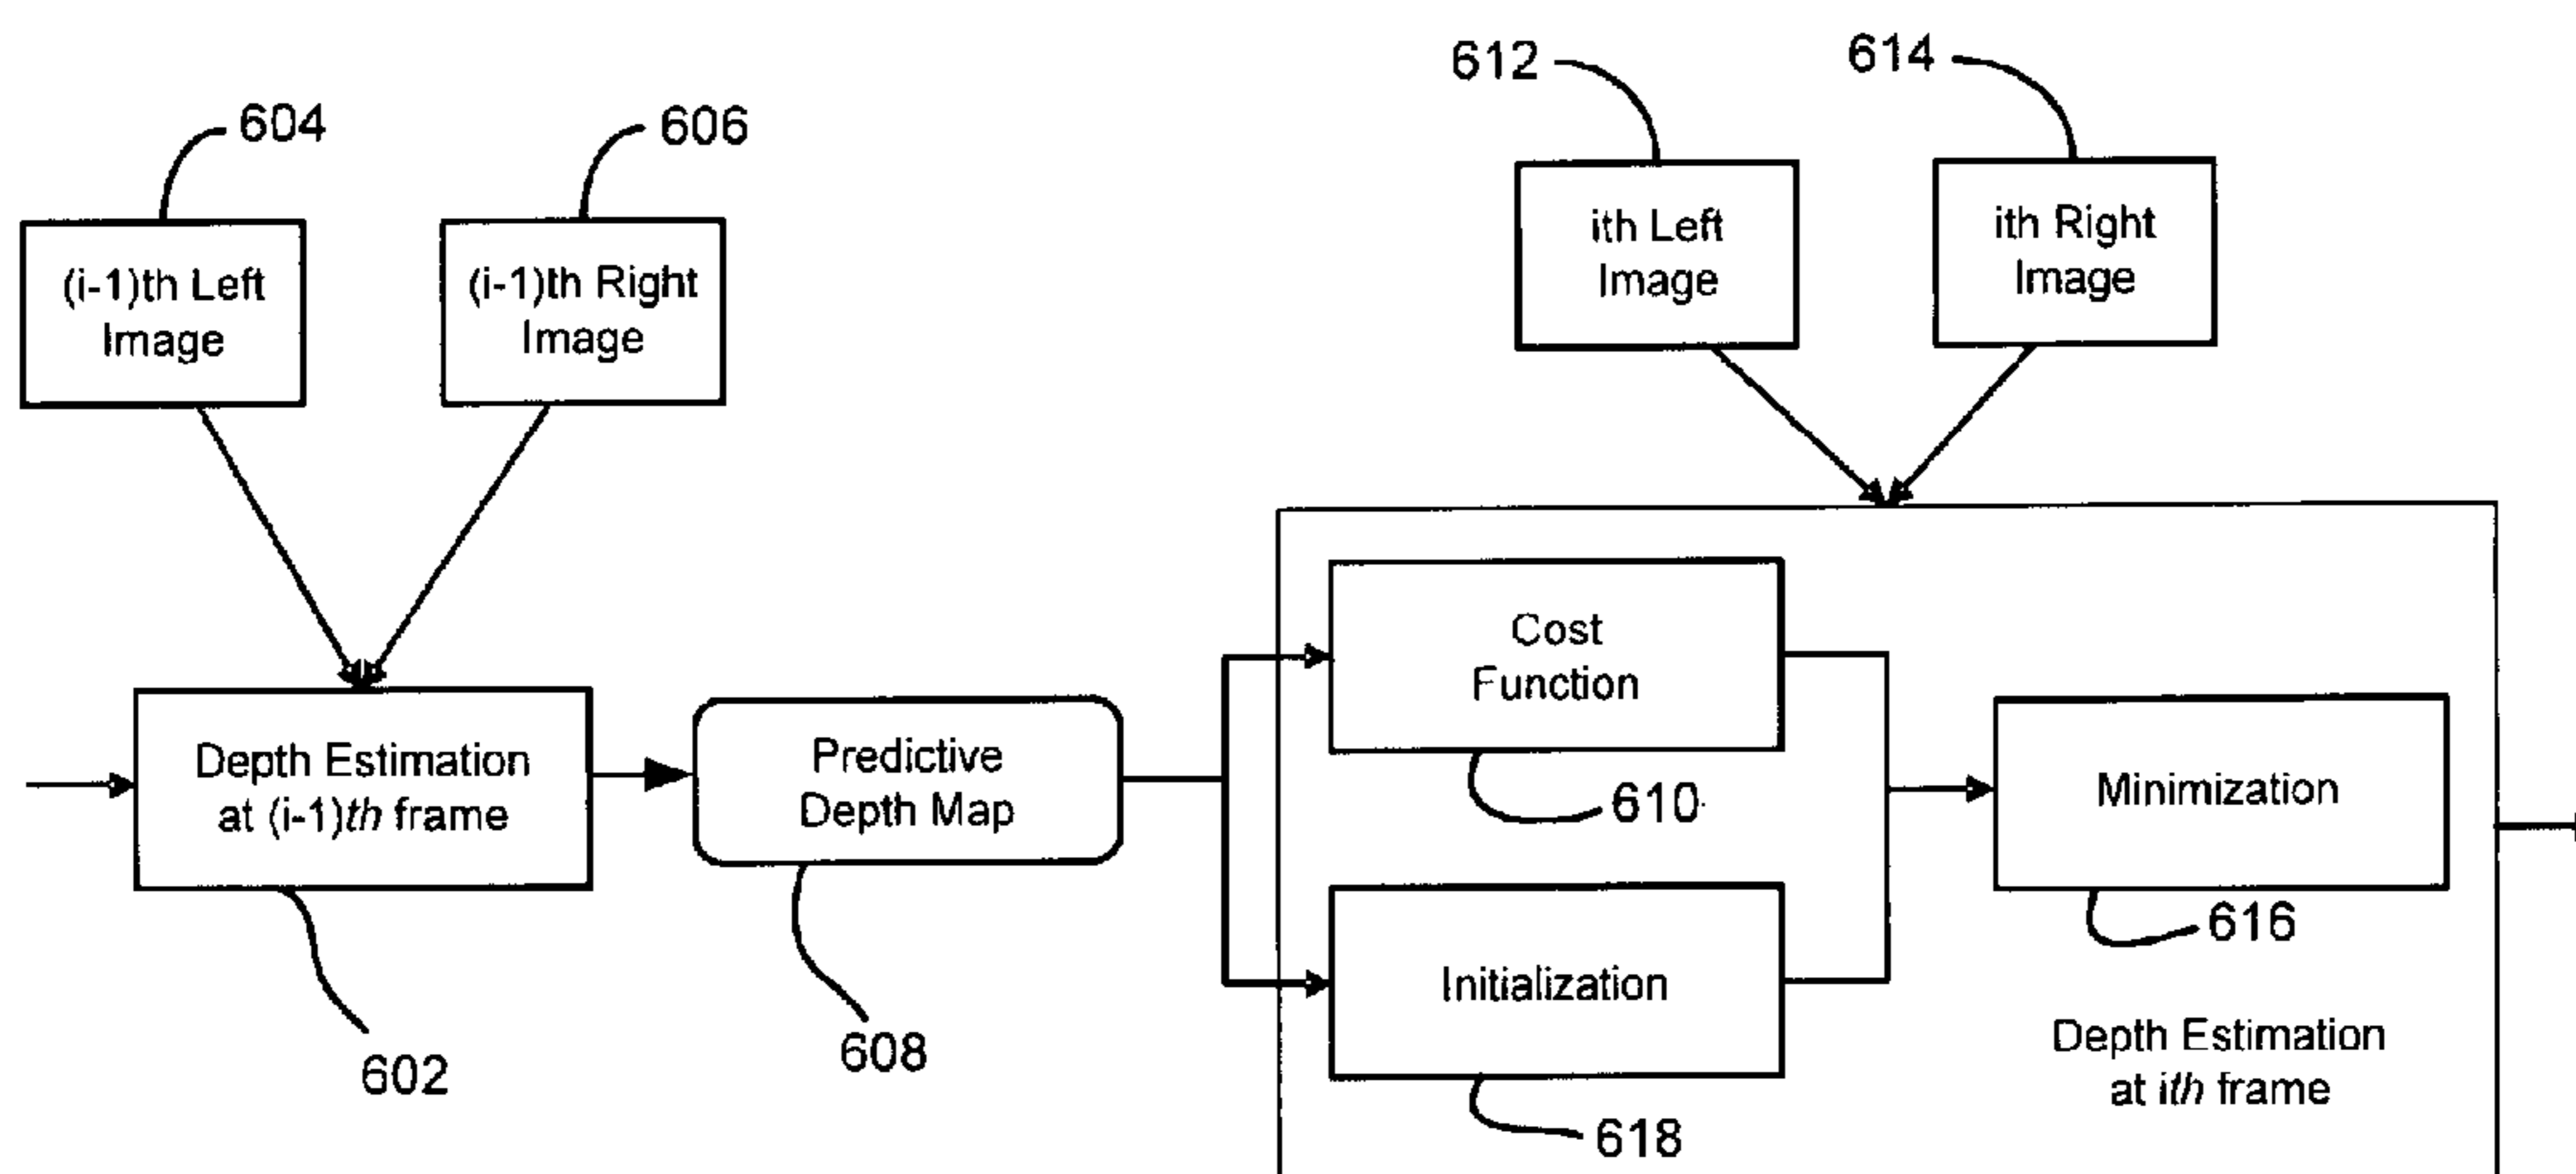 612
614
604
606
ith Left
Image
ith Right
Image
(i-1)th Left
Image
(i-1)th Right
Image
Cost
Function
Depth Estimation
at (i-1)th frame
Predictive
Depth Map
610
Minimization
616
Initialization
602
608
618
Depth Estimation
at ith frame